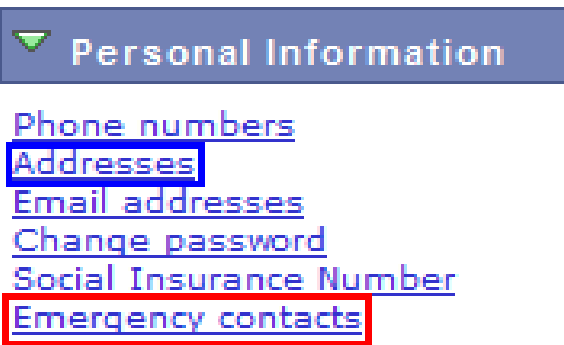 Personal Information
Phone numbers
Addresses
Email addresses
Change password
Social Insurance Number
Emergency contacts